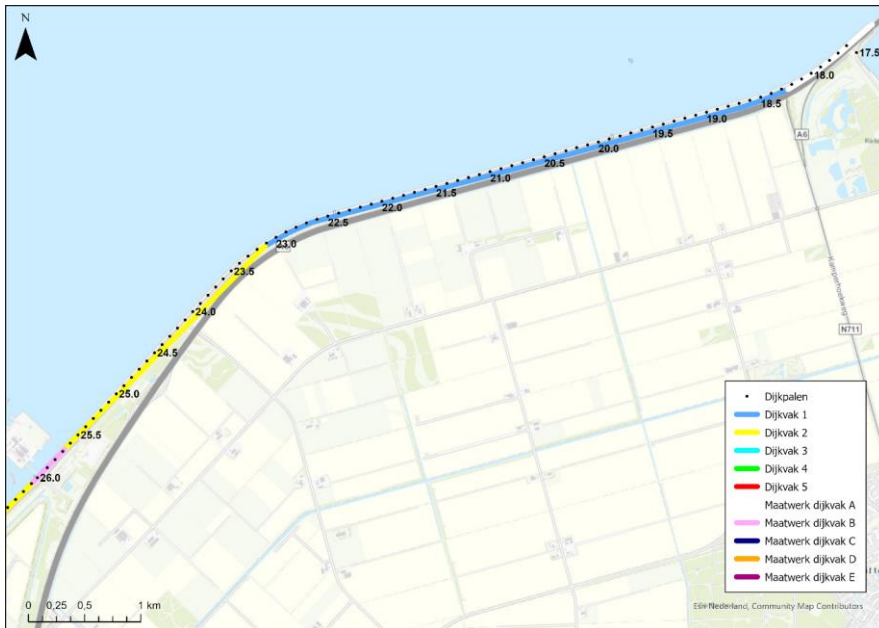 N
17.5
18.0
18.5
19.0
19.5
20.0
20.5
21.0
21.5
22.0
22.5
23.0
23.5
24.0
24.5
25.0
25.5
26.0
A6
Kamperhoekweg
N711
Dijkpalen
Dijkvak 1
Dijkvak 2
Dijkvak 3
Dijkvak 4
Dijkvak 5
Maatwerk dijkvak A
Maatwerk dijkvak B
Maatwerk dijkvak C
Maatwerk dijkvak D
Maatwerk dijkvak E
0 0,25 0,5 1 km
Esri Nederland, Community Map Contributors